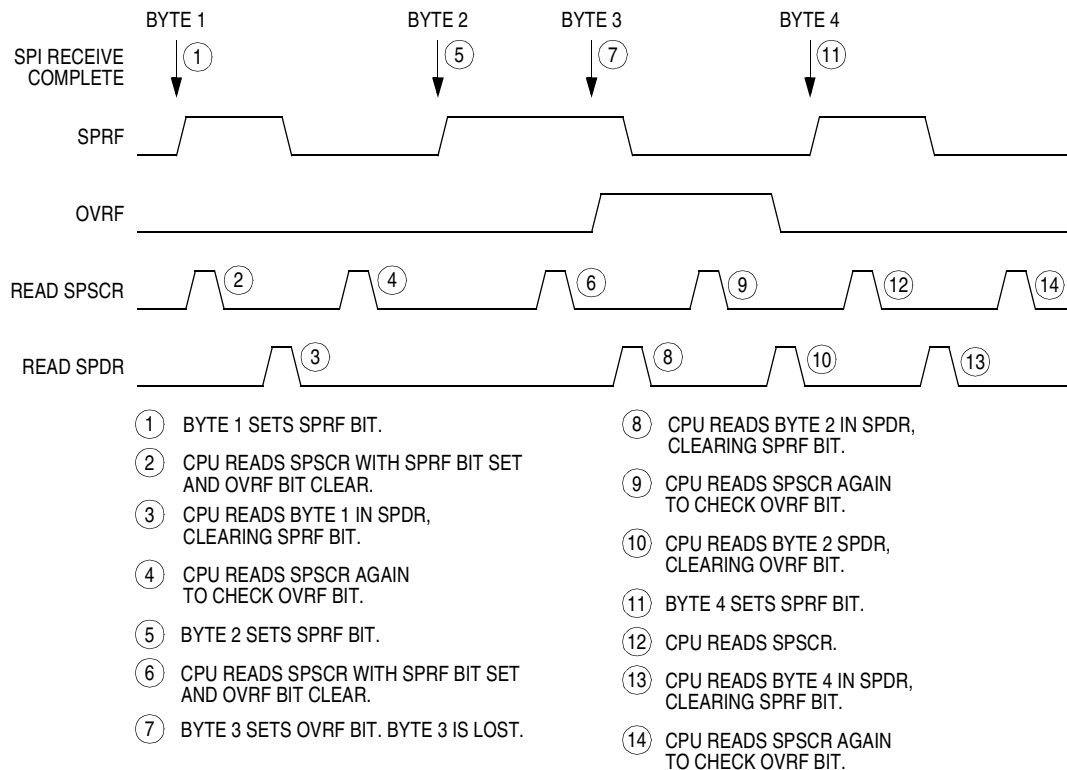 BYTE 1 BYTE 2 BYTE 3 BYTE 4
SPI RECEIVE
COMPLETE
1 5 7 11
SPRF
OVRF
READ SPSCR 2 4 6 9 12 14
READ SPDR 3 8 10 13
1 BYTE 1 SETS SPRF BIT.
2 CPU READS SPSCR WITH SPRF BIT SET
AND OVRF BIT CLEAR.
3 CPU READS BYTE 1 IN SPDR,
CLEARING SPRF BIT.
4 CPU READS SPSCR AGAIN
TO CHECK OVRF BIT.
5 BYTE 2 SETS SPRF BIT.
6 CPU READS SPSCR WITH SPRF BIT SET
AND OVRF BIT CLEAR.
7 BYTE 3 SETS OVRF BIT. BYTE 3 IS LOST.
8 CPU READS BYTE 2 IN SPDR,
CLEARING SPRF BIT.
9 CPU READS SPSCR AGAIN
TO CHECK OVRF BIT.
10 CPU READS BYTE 2 SPDR,
CLEARING OVRF BIT.
11 BYTE 4 SETS SPRF BIT.
12 CPU READS SPSCR.
13 CPU READS BYTE 4 IN SPDR,
CLEARING SPRF BIT.
14 CPU READS SPSCR AGAIN
TO CHECK OVRF BIT.